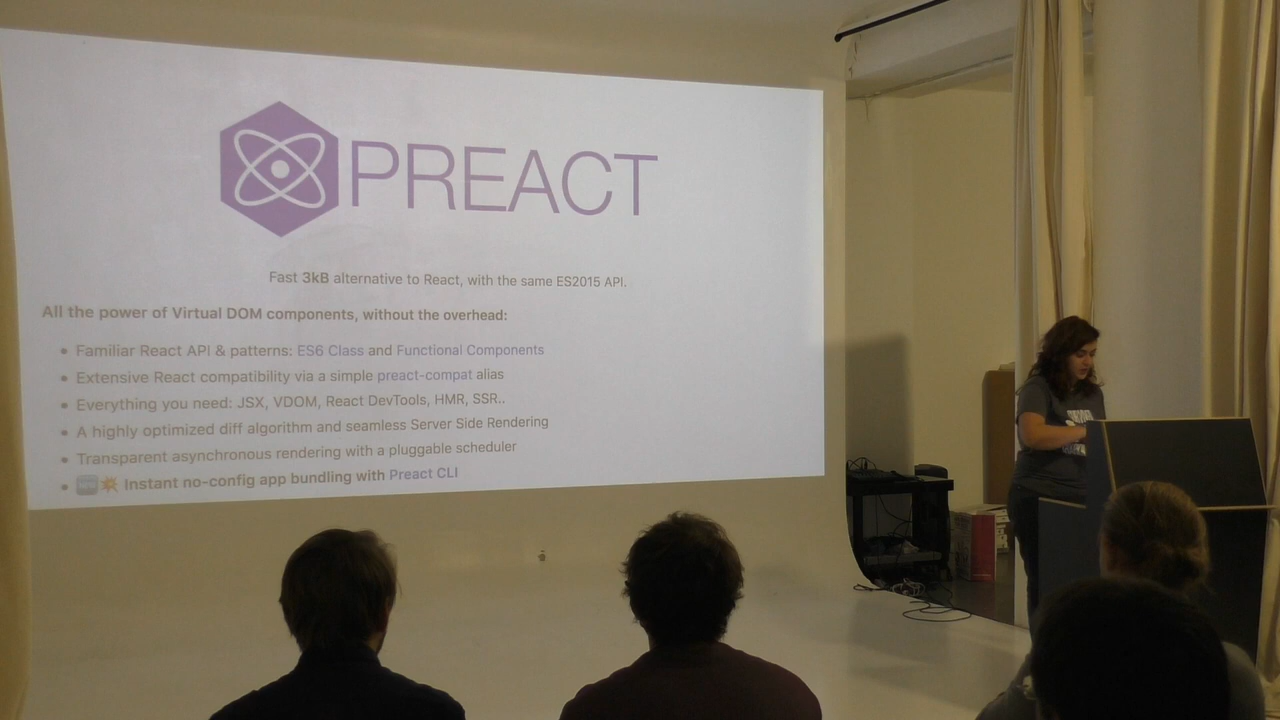 PREACT
Fast 3kB alternative to React, with the same ES2015 API.
All the power of Virtual DOM components, without the overhead:
• Familiar React API & patterns: ES6 Class and Functional Components
• Extensive React compatibility via a simple preact-compat alias
• Everything you need: JSX, VDOM, React DevTools, HMR, SSR..
• A highly optimized diff algorithm and seamless Server Side Rendering
• Transparent asynchronous rendering with a pluggable scheduler
• 💥 Instant no-config app bundling with Preact CLI